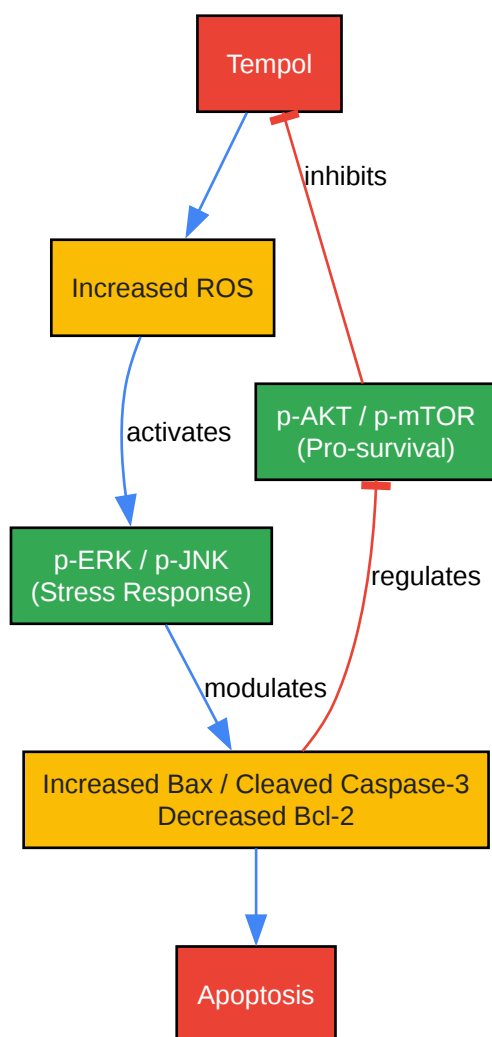 Tempol
inhibits
Increased ROS
p-AKT / p-mTOR
(Pro-survival)
activates
p-ERK / p-JNK
(Stress Response)
regulates
modulates
Increased Bax / Cleaved Caspase-3
Decreased Bcl-2
Apoptosis